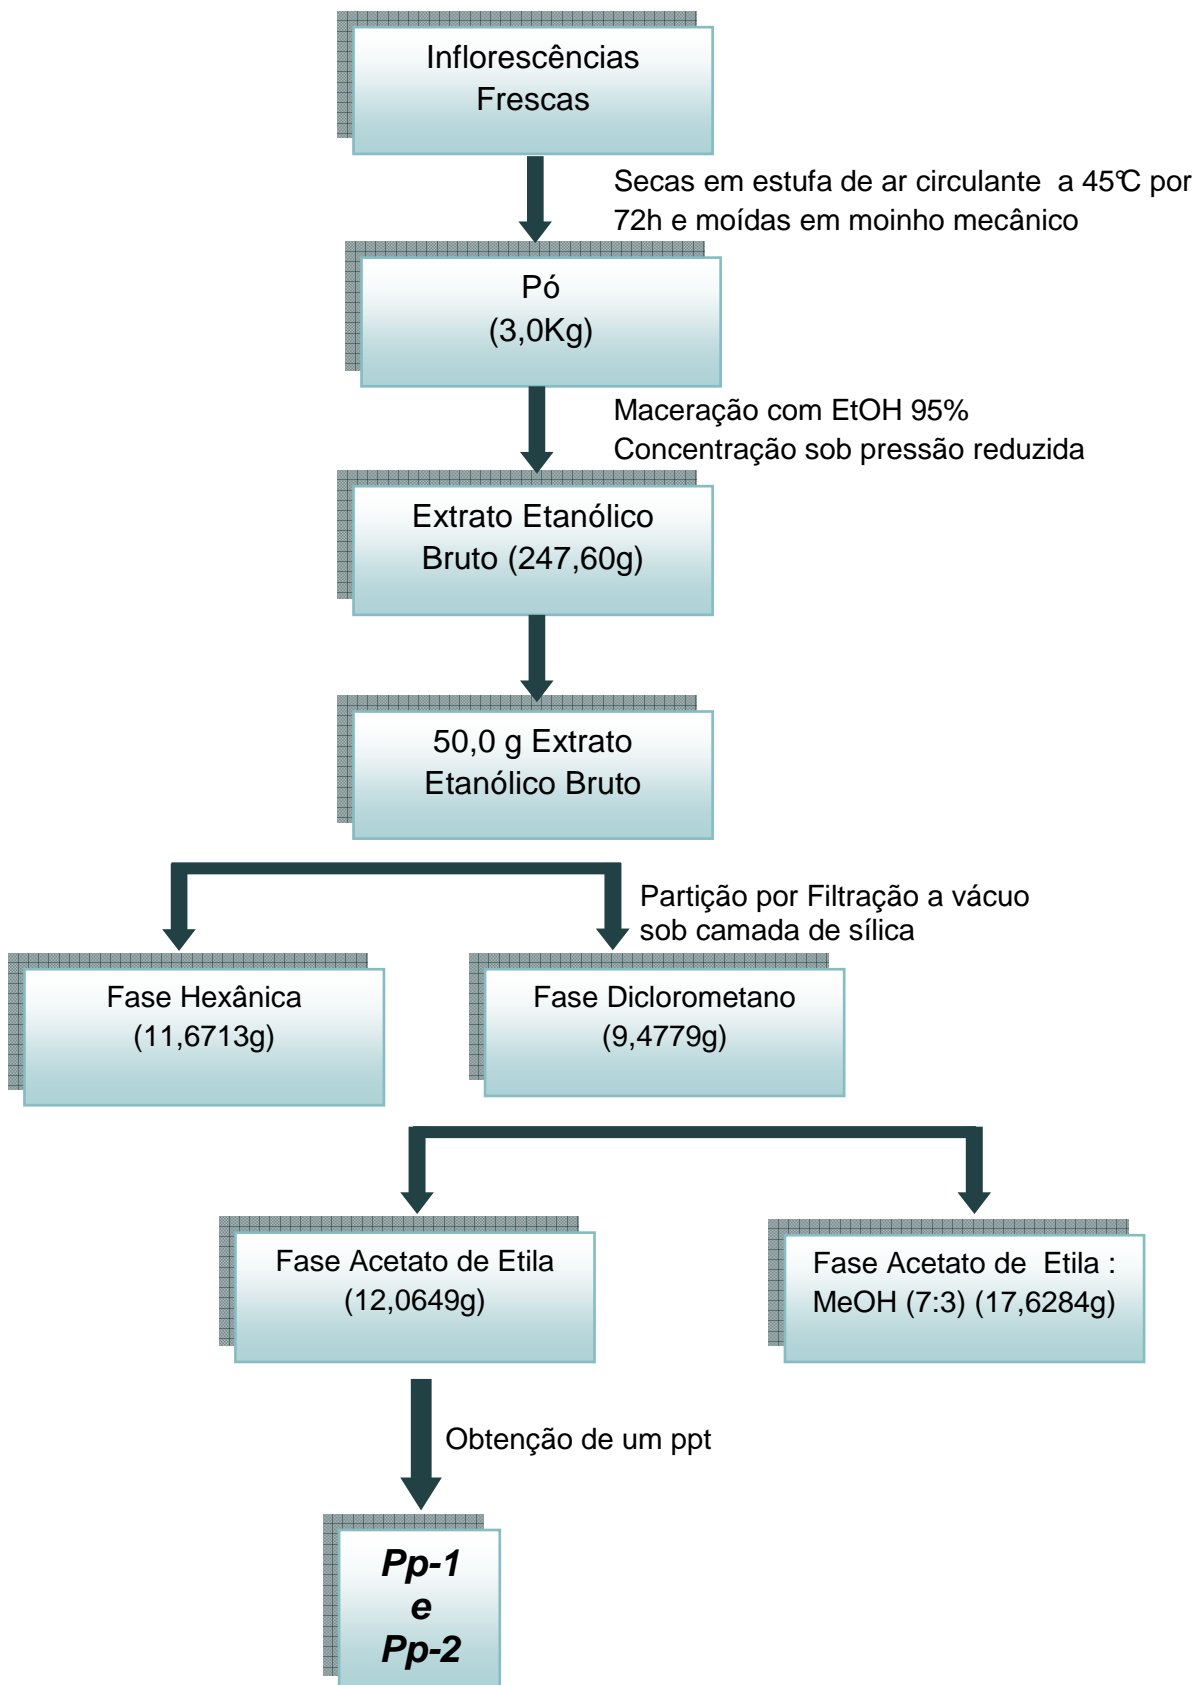 Inflorescências
Frescas
Secas em estufa de ar circulante  a 45°C por
72h e moídas em moinho mecânico
Pó
(3,0Kg)
Maceração com EtOH 95%
Concentração sob pressão reduzida
Extrato Etanólico
Bruto (247,60g)
50,0 g Extrato
Etanólico Bruto
Partição por Filtração a vácuo
sob camada de sílica
Fase Hexânica
(11,6713g)
Fase Diclorometano
(9,4779g)
Fase Acetato de Etila
(12,0649g)
Fase Acetato de  Etila :
MeOH (7:3) (17,6284g)
Obtenção de um ppt
Pp-1
e
Pp-2